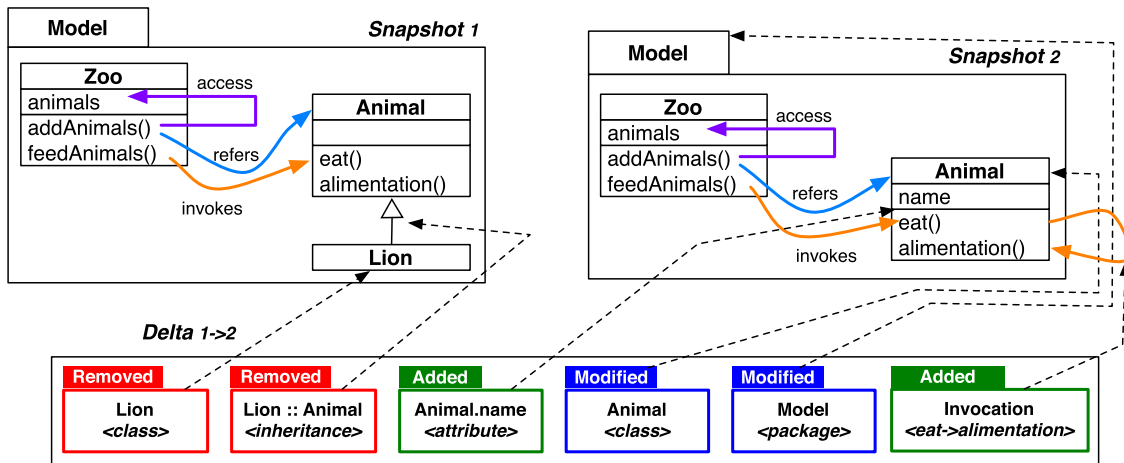 Model
Snapshot 1
Zoo
animals
addAnimals()
feedAnimals()
access
refers
invokes
Animal
eat()
alimentation()
Lion
Model
Snapshot 2
Zoo
animals
addAnimals()
feedAnimals()
access
refers
invokes
Animal
name
eat()
alimentation()
Delta 1->2
Removed
Lion
<class>
Removed
Lion :: Animal
<inheritance>
Added
Animal.name
<attribute>
Modified
Animal
<class>
Modified
Model
<package>
Added
Invocation
<eat->alimentation>